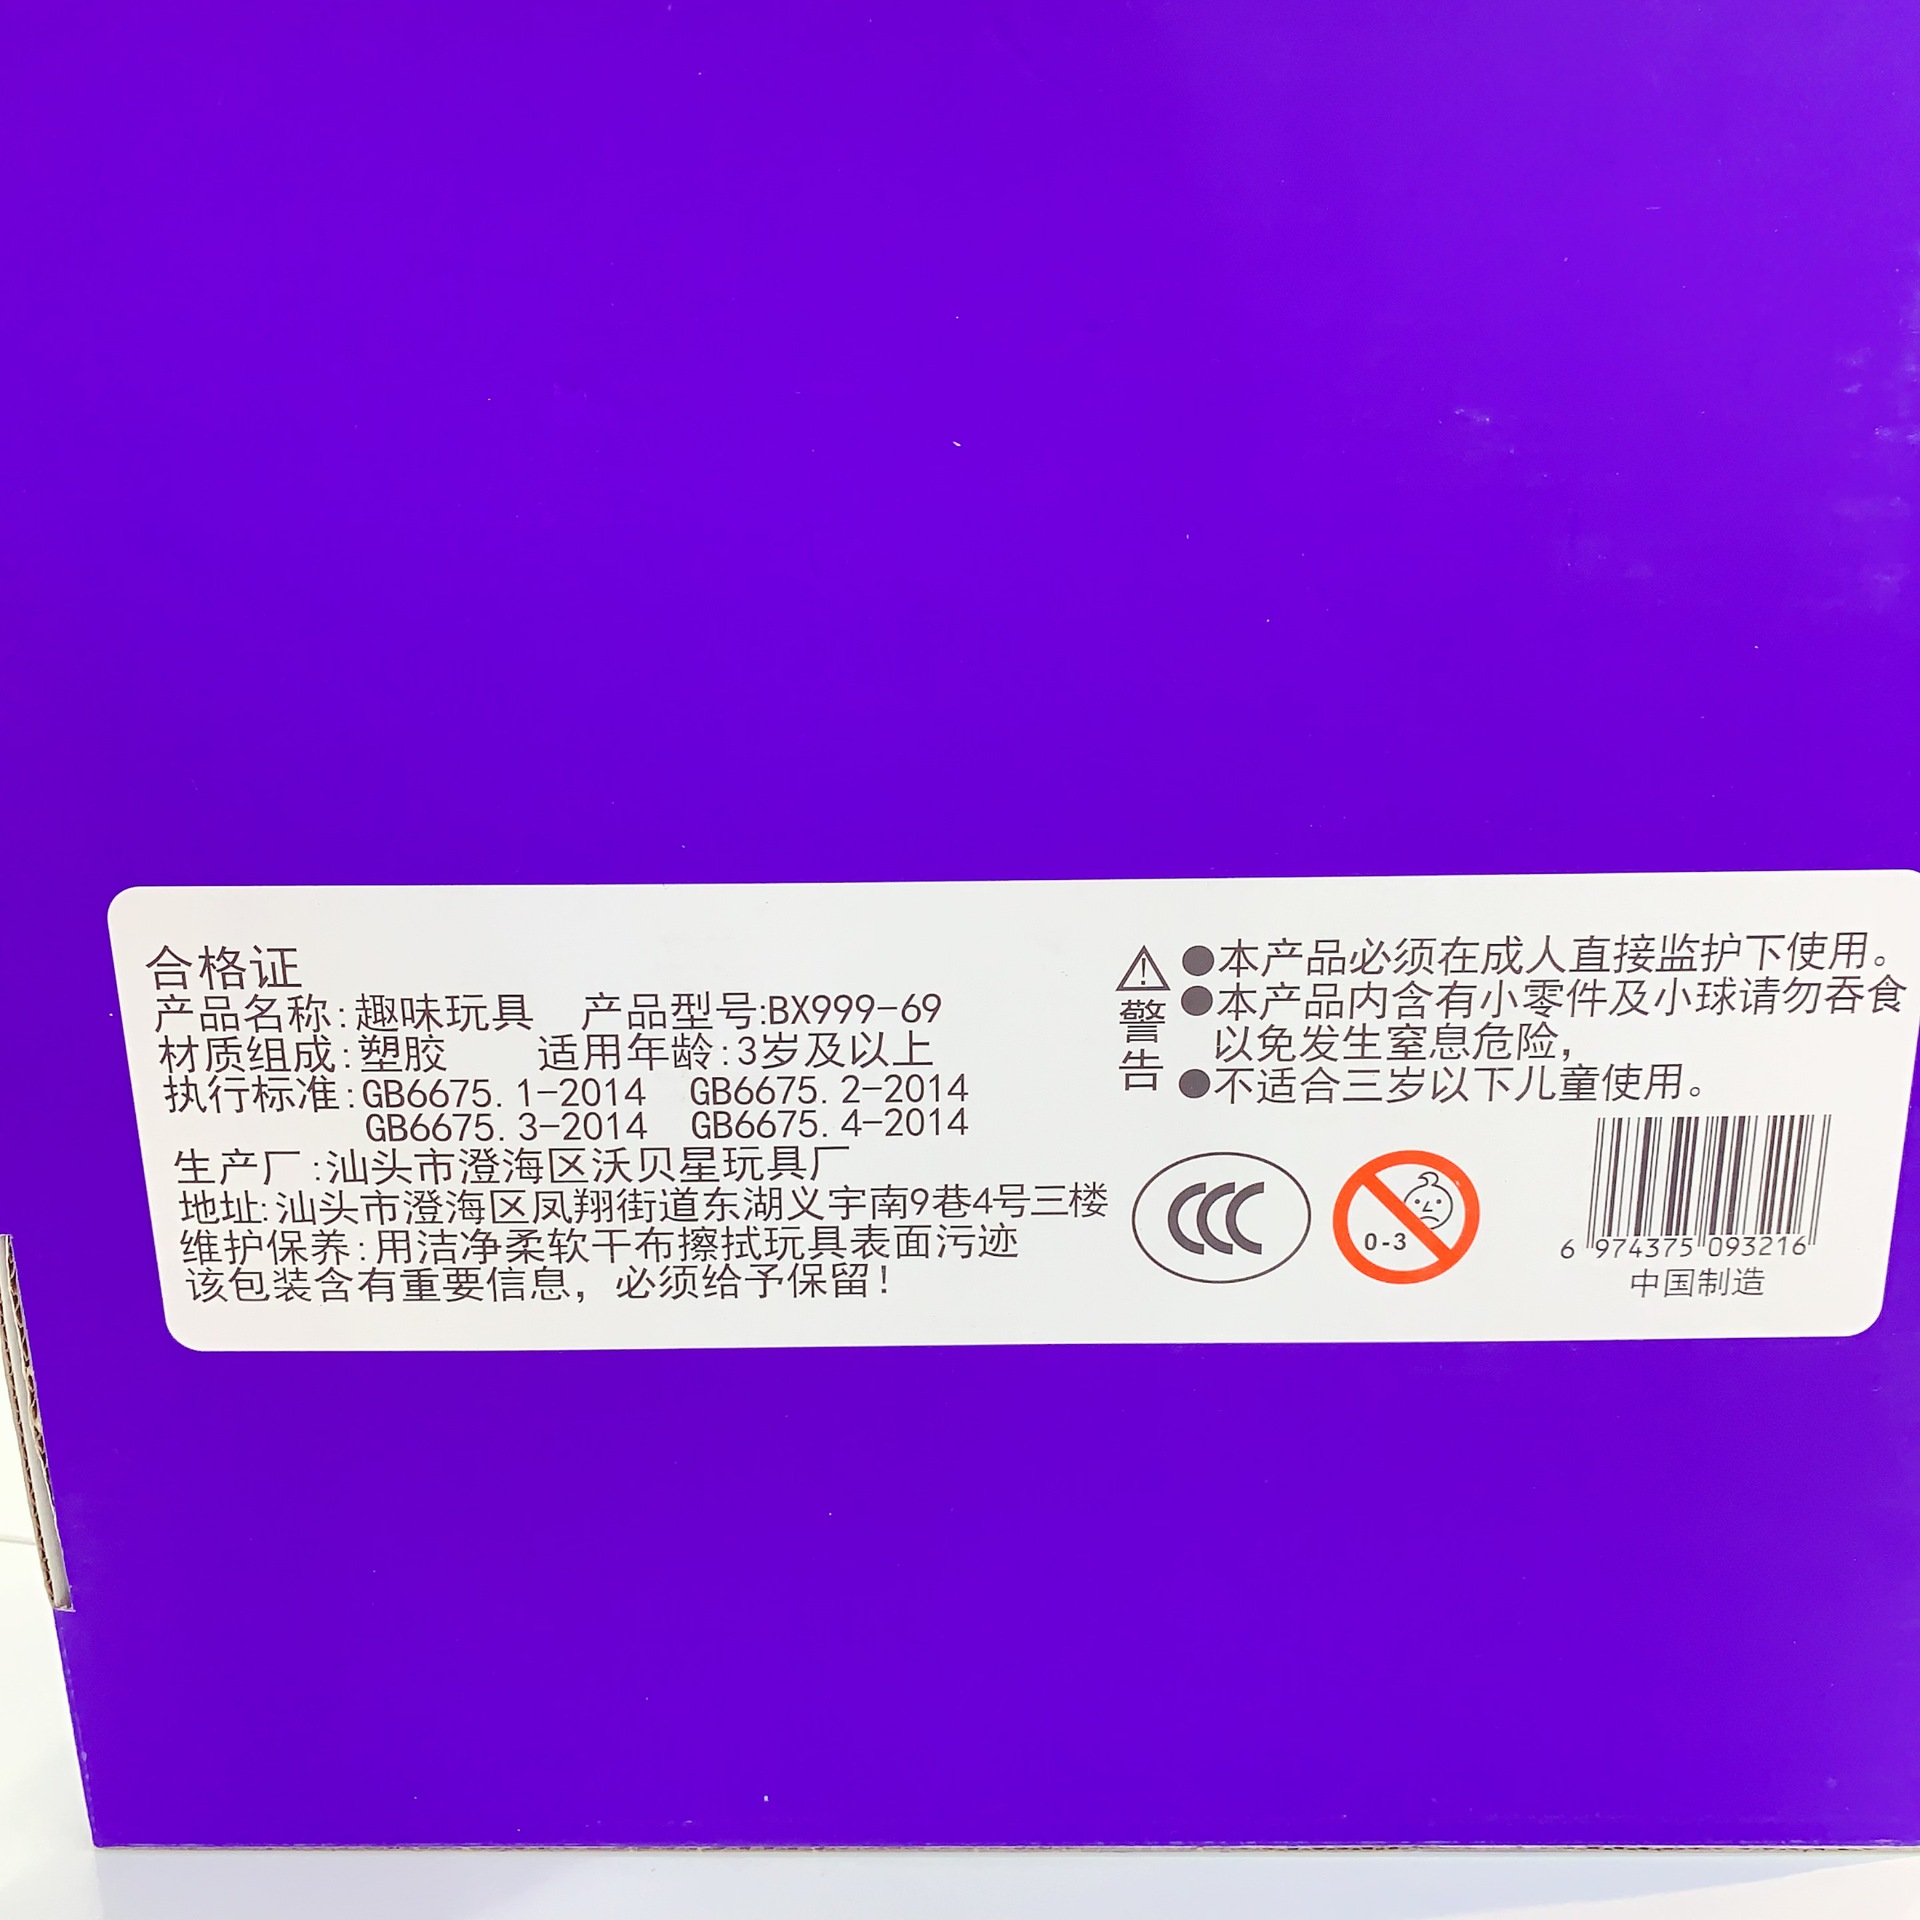 合格证
产品名称:趣味玩具 产品型号:BX999-69
材质组成:塑胶 适用年龄:3岁及以上
执行标准:GB6675.1-2014 GB6675.2-2014
GB6675.3-2014 GB6675.4-2014
生产厂:汕头市澄海区沃贝星玩具厂
地址:汕头市澄海区凤翔街道东湖义宇南9巷4号三楼
维护保养:用洁净柔软干布擦拭玩具表面污迹
该包装含有重要信息，必须给予保留!
警告
●本产品必须在成人直接监护下使用。
●本产品内含有小零件及小球请勿吞食
以免发生窒息危险，
●不适合三岁以下儿童使用。
CCC
0-3
6 974375 093216
中国制造